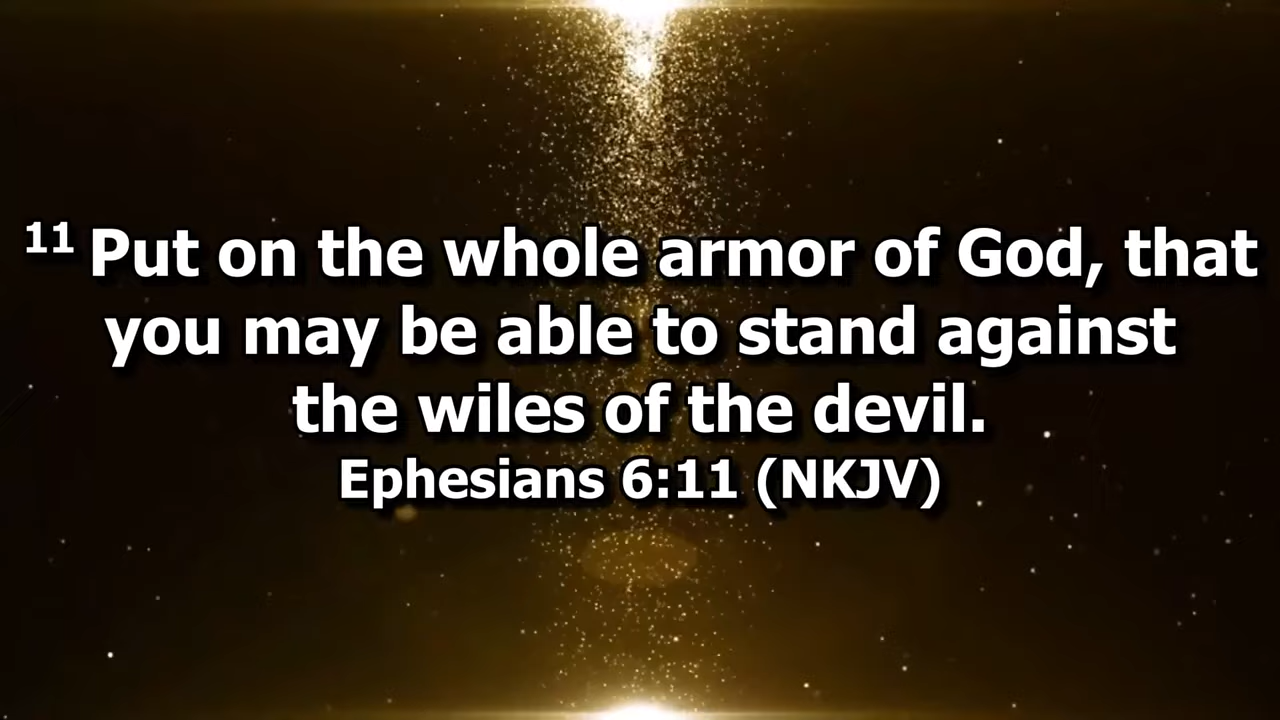 11 Put on the whole armor of God, that
you may be able to stand against
the wiles of the devil.
Ephesians 6:11 (NKJV)